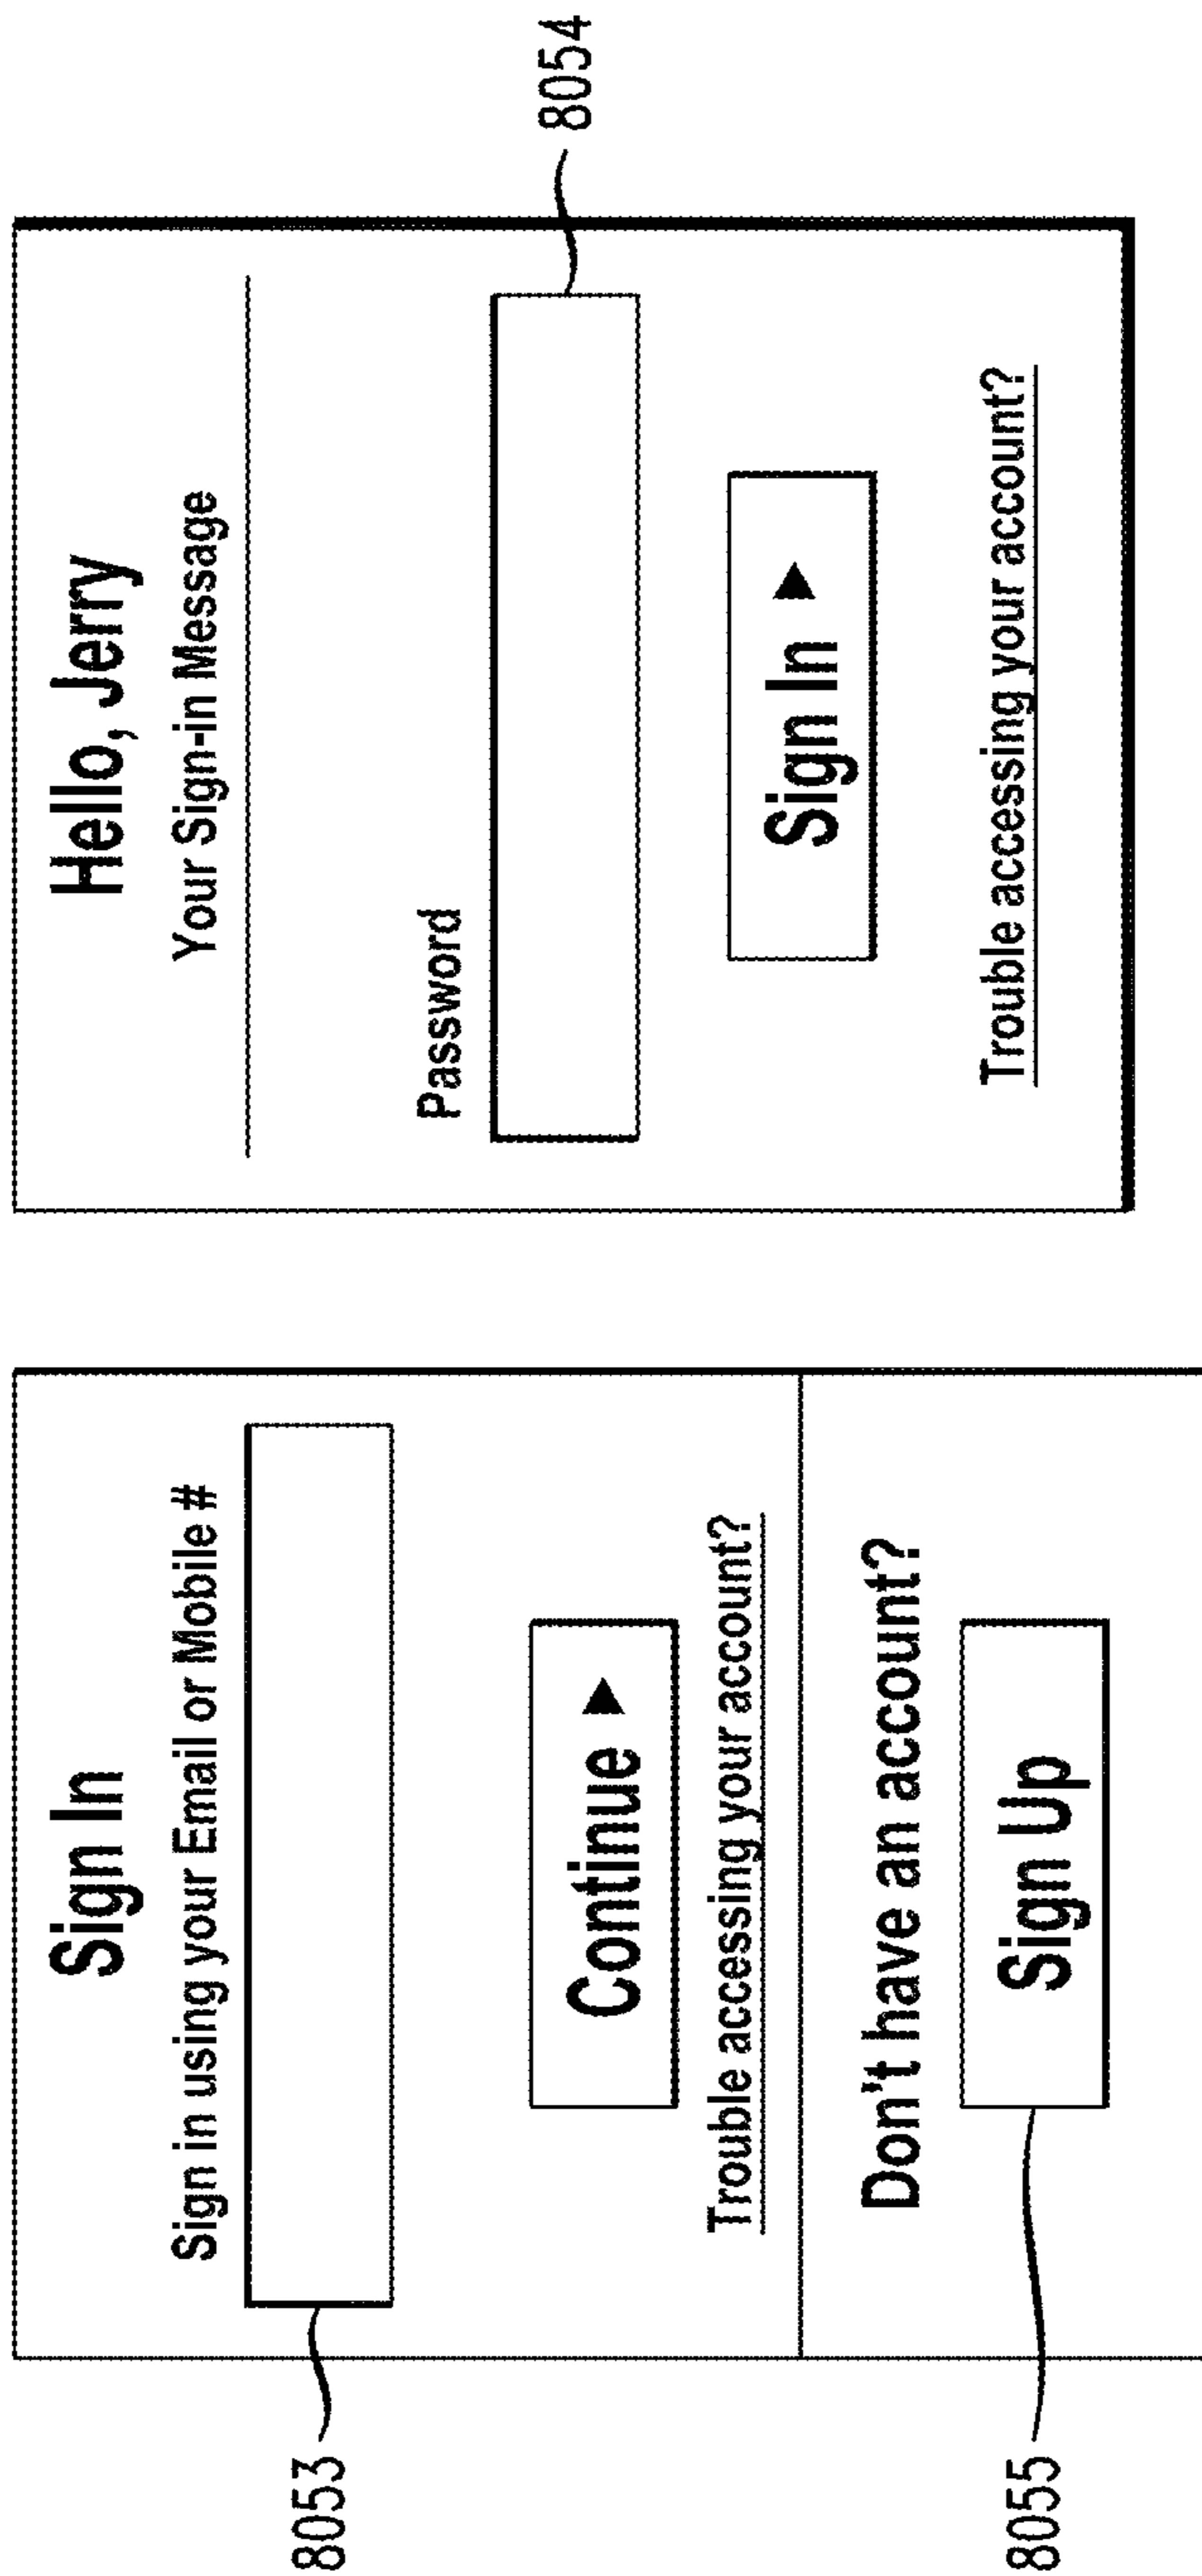 Sign In
Sign in using your Email or Mobile #
8053
Continue ▶
Trouble accessing your account?
Don't have an account?
Sign Up
8055
Hello, Jerry
Your Sign-in Message
Password
8054
Sign In ▶
Trouble accessing your account?